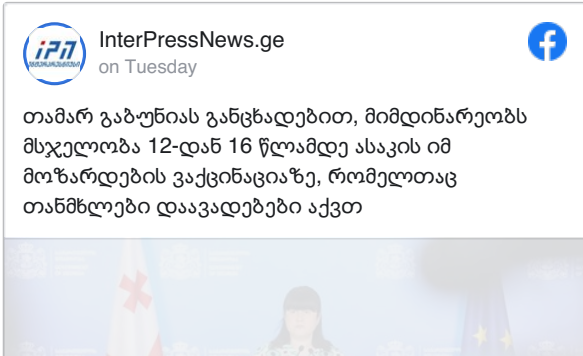 იპნ
InterPressNews.ge
on Tuesday
თამარ გაბუნიას განცხადებით, მიმდინარეობს
მსჯელობა 12-დან 16 წლამდე ასაკის იმ
მოზარდების ვაქცინაციაზე, რომელთაც
თანმხლები დაავადებები აქვთ